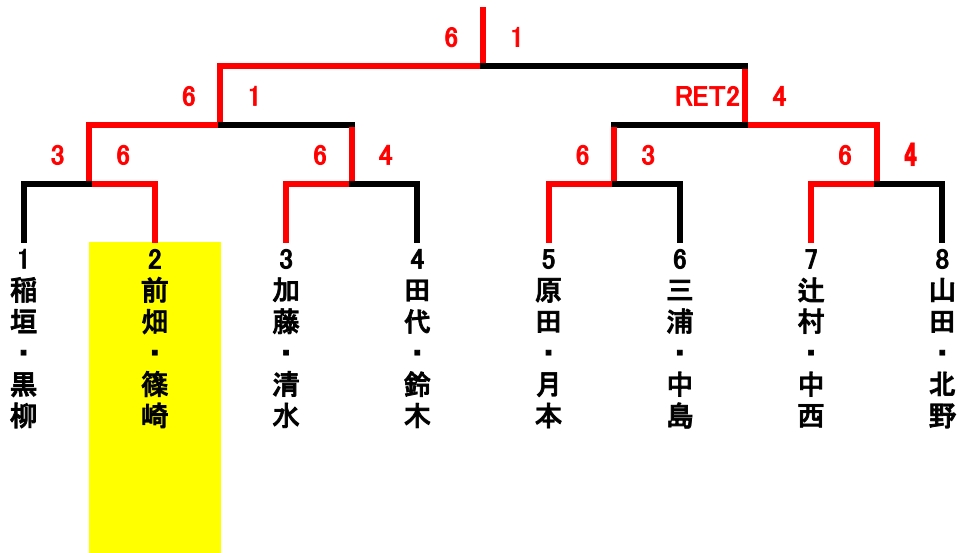 6 1
6 1 RET2 4
3 6 6 4 6 3 6 4
1 2 3 4 5 6 7 8
稲垣・黒柳
前畑・篠崎
加藤・清水
田代・鈴木
原田・月本
三浦・中島
辻村・中西
山田・北野